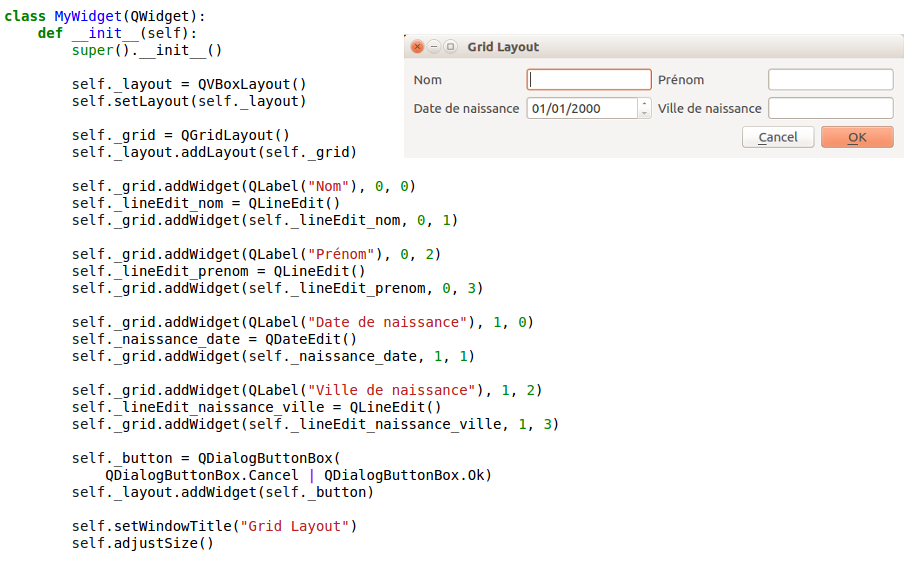 class MyWidget(QWidget):
    def __init__(self):
        super().__init__()

        self._layout = QVBoxLayout()
        self.setLayout(self._layout)

        self._grid = QGridLayout()
        self._layout.addLayout(self._grid)

        self._grid.addWidget(QLabel("Nom"), 0, 0)
        self._lineEdit_nom = QLineEdit()
        self._grid.addWidget(self._lineEdit_nom, 0, 1)

        self._grid.addWidget(QLabel("Prénom"), 0, 2)
        self._lineEdit_prenom = QLineEdit()
        self._grid.addWidget(self._lineEdit_prenom, 0, 3)

        self._grid.addWidget(QLabel("Date de naissance"), 1, 0)
        self._naissance_date = QDateEdit()
        self._grid.addWidget(self._naissance_date, 1, 1)

        self._grid.addWidget(QLabel("Ville de naissance"), 1, 2)
        self._lineEdit_naissance_ville = QLineEdit()
        self._grid.addWidget(self._lineEdit_naissance_ville, 1, 3)

        self._button = QDialogButtonBox(
            QDialogButtonBox.Cancel | QDialogButtonBox.Ok)
        self._layout.addWidget(self._button)

        self.setWindowTitle("Grid Layout")
        self.adjustSize()
Grid Layout
Nom Prénom
Date de naissance 01/01/2000 Ville de naissance
Cancel OK